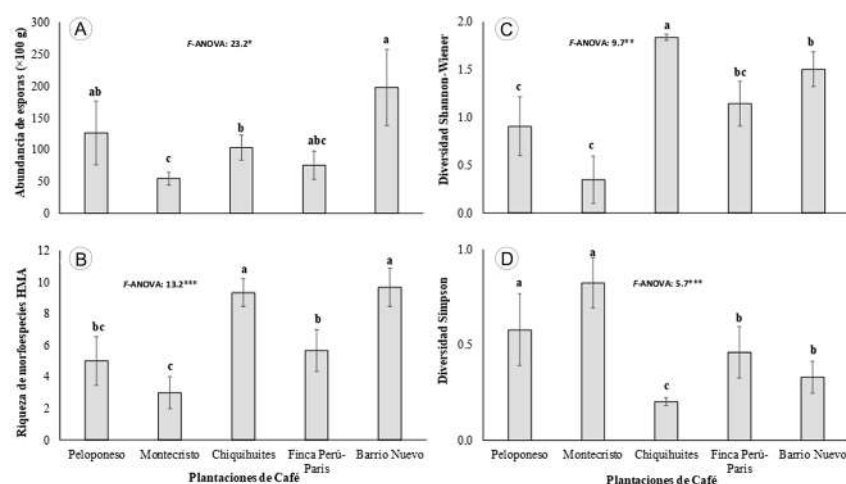 A
F-ANOVA: 23.2*
Abundancia de esporas (×100 g)
300
250
200
150
100
50
0
ab
c
b
abc
a
B
F-ANOVA: 13.2***
Riqueza de morfoespecies HMA
12
10
8
6
4
2
0
bc
c
a
b
a
Peloponeso
Montecristo
Chiquihuites
Finca Perú-
Paris
Barrio Nuevo
Plantaciones de Café
C
F-ANOVA: 9.7**
Diversidad Shannon-Wiener
2.0
1.5
1.0
0.5
0.0
c
c
a
bc
b
D
F-ANOVA: 5.7***
Diversidad Simpson
1.0
0.5
0.0
a
a
c
b
b
Peloponeso
Montecristo
Chiquihuites
Finca Perú-
Paris
Barrio Nuevo
Plantaciones de Café